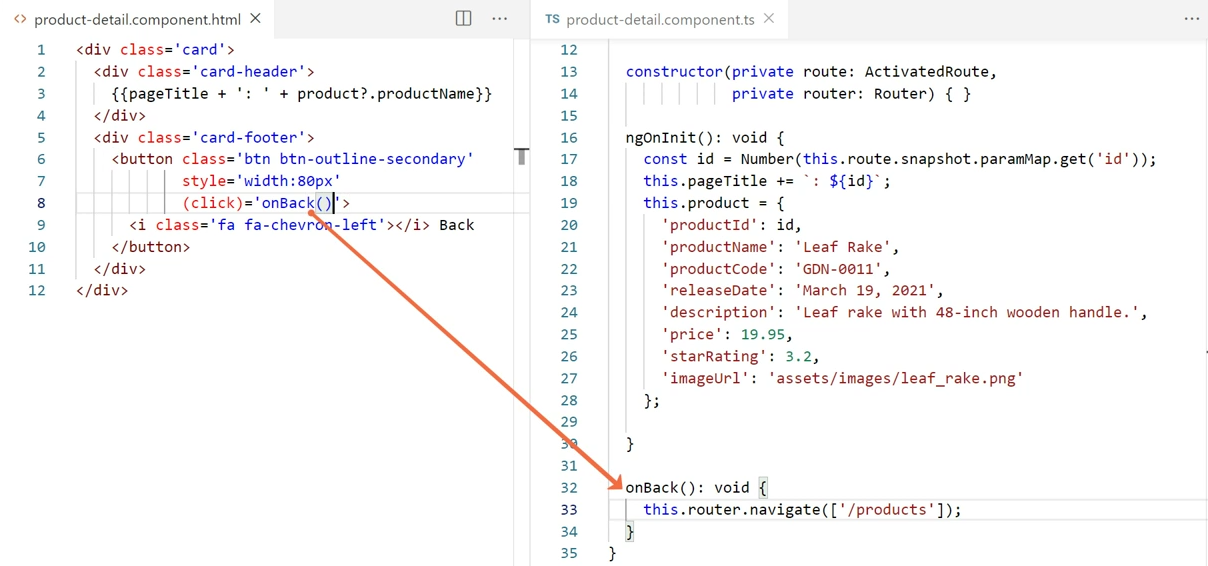 <> product-detail.component.html ×
1 <div class='card'>
2 <div class='card-header'>
3 {{pageTitle + ': ' + product?.productName}}
4 </div>
5 <div class='card-footer'>
6 <button class='btn btn-outline-secondary'
7 style='width:80px'
8 (click)='onBack()'>
9 <i class='fa fa-chevron-left'></i> Back
10 </button>
11 </div>
12 </div>
TS product-detail.component.ts ×
12
13 constructor(private route: ActivatedRoute,
14 private router: Router) { }
15
16 ngOnInit(): void {
17 const id = Number(this.route.snapshot.paramMap.get('id'));
18 this.pageTitle += `: ${id}`;
19 this.product = {
20 'productId': id,
21 'productName': 'Leaf Rake',
22 'productCode': 'GDN-0011',
23 'releaseDate': 'March 19, 2021',
24 'description': 'Leaf rake with 48-inch wooden handle.',
25 'price': 19.95,
26 'starRating': 3.2,
27 'imageUrl': 'assets/images/leaf_rake.png'
28 };
29
30 }
31
32 onBack(): void {
33 this.router.navigate(['/products']);
34 }
35 }